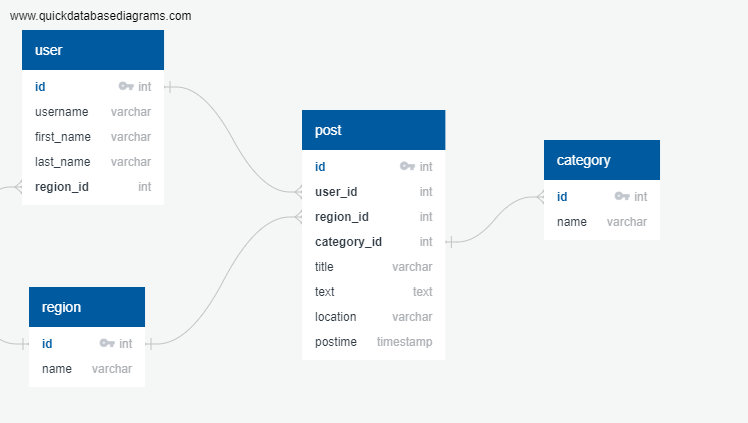 www.quickdatabasediagrams.com
user
id int
username varchar
first_name varchar
last_name varchar
region_id int
post
id int
user_id int
region_id int
category_id int
title varchar
text text
location varchar
postime timestamp
category
id int
name varchar
region
id int
name varchar